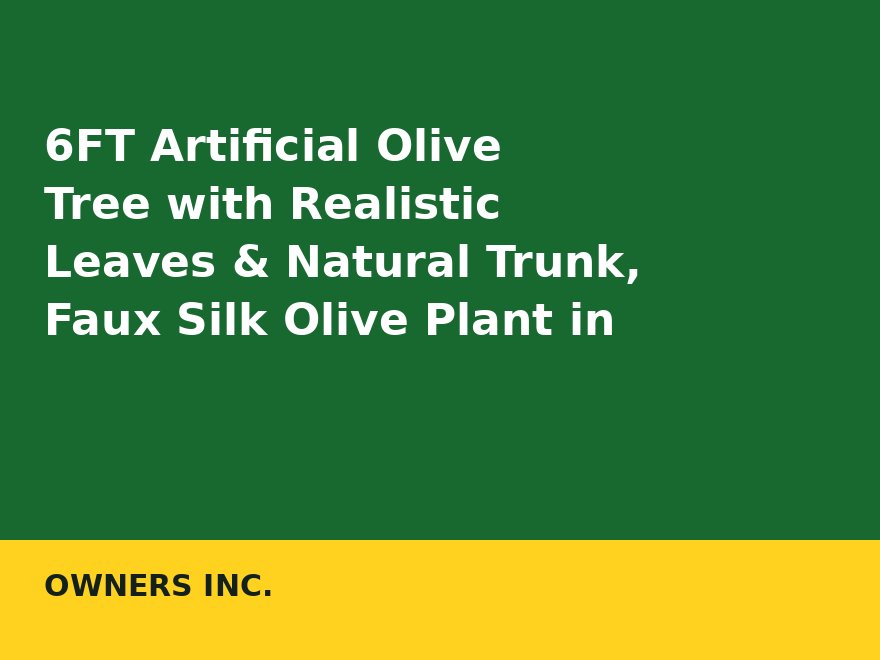 6FT Artificial Olive
Tree with Realistic
Leaves & Natural Trunk,
Faux Silk Olive Plant in
OWNERS INC.